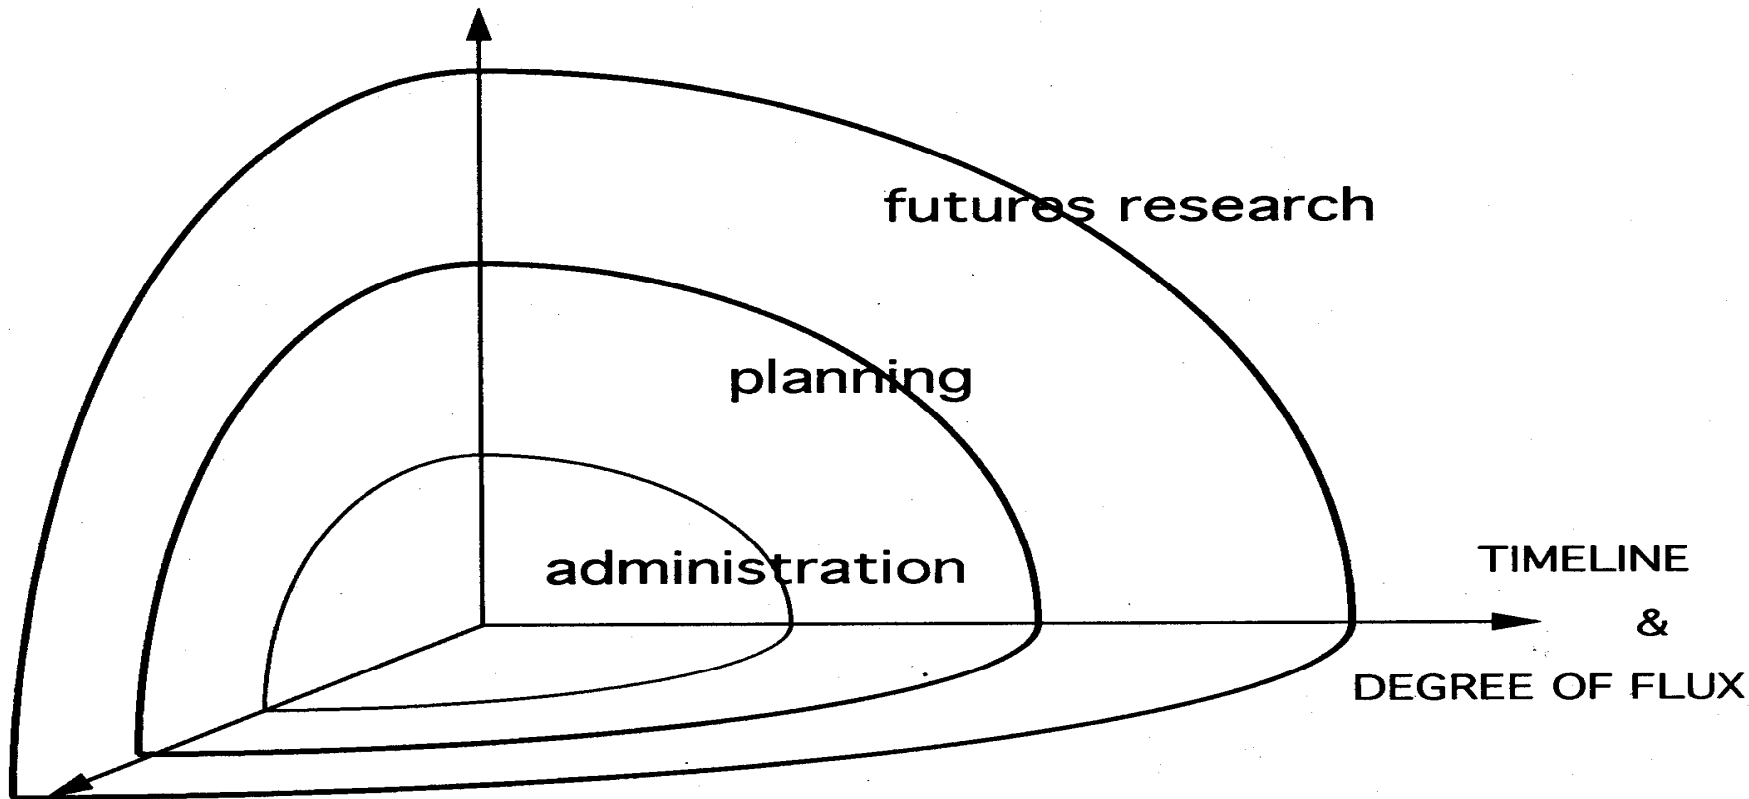 futures research
planning
administration
TIMELINE
&
DEGREE OF FLUX